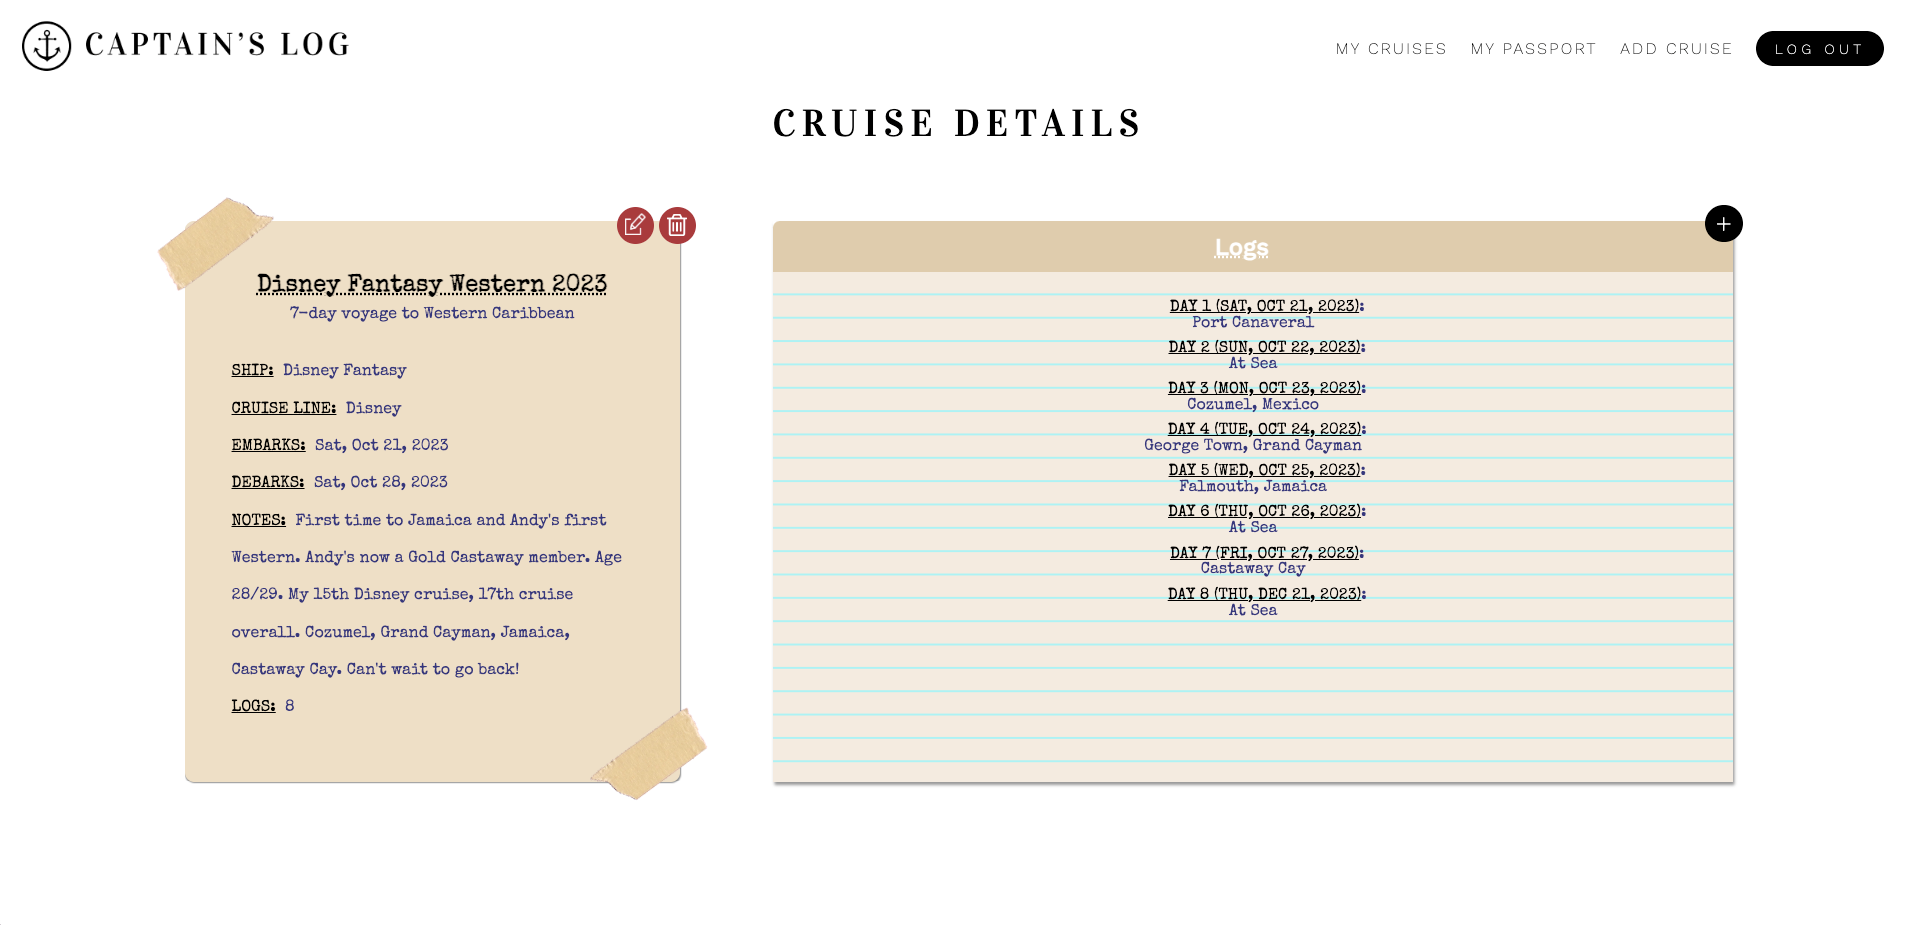 CAPTAIN'S LOG
MY CRUISES
MY PASSPORT
ADD CRUISE
LOG OUT
CRUISE DETAILS
Disney Fantasy Western 2023
7-day voyage to Western Caribbean
SHIP: Disney Fantasy
CRUISE LINE: Disney
EMBARKS: Sat, Oct 21, 2023
DEBARKS: Sat, Oct 28, 2023
NOTES: First time to Jamaica and Andy's first
Western. Andy's now a Gold Castaway member. Age
28/29. My 15th Disney cruise, 17th cruise
overall. Cozumel, Grand Cayman, Jamaica,
Castaway Cay. Can't wait to go back!
LOGS: 8
Logs
DAY 1 (SAT, OCT 21, 2023):
Port Canaveral
DAY 2 (SUN, OCT 22, 2023):
At Sea
DAY 3 (MON, OCT 23, 2023):
Cozumel, Mexico
DAY 4 (TUE, OCT 24, 2023):
George Town, Grand Cayman
DAY 5 (WED, OCT 25, 2023):
Falmouth, Jamaica
DAY 6 (THU, OCT 26, 2023):
At Sea
DAY 7 (FRI, OCT 27, 2023):
Castaway Cay
DAY 8 (THU, DEC 21, 2023):
At Sea